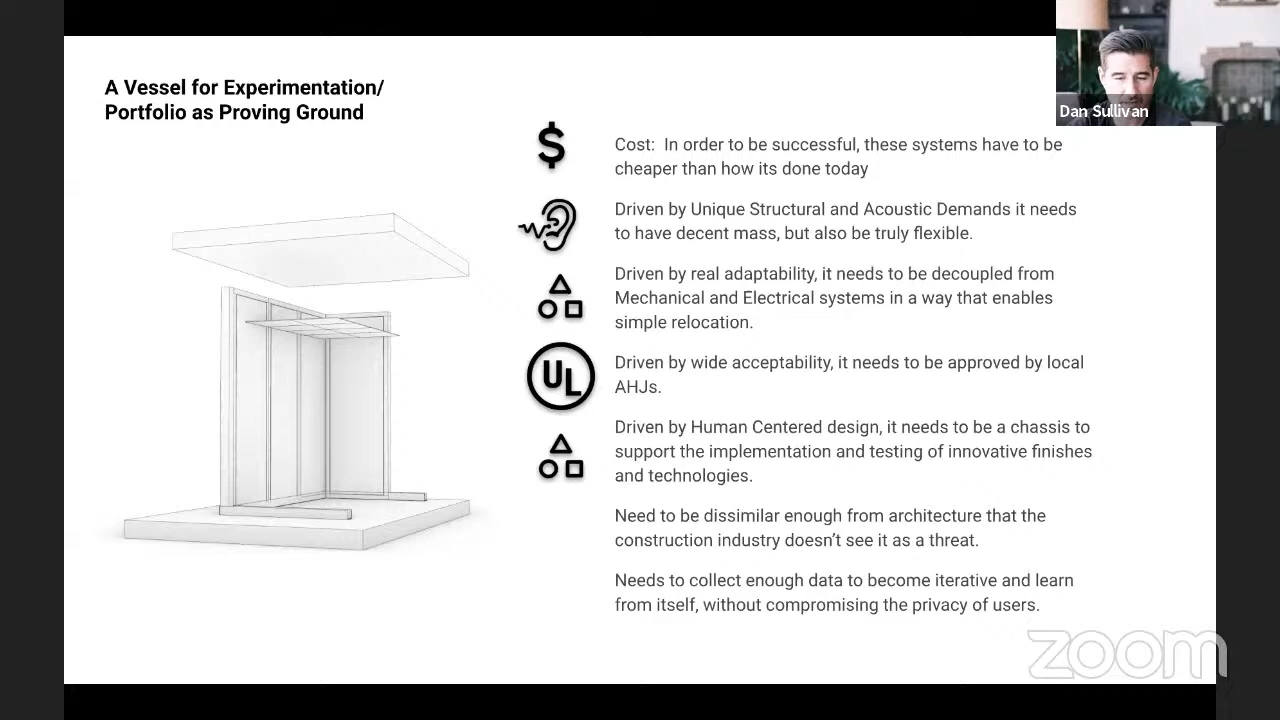 A Vessel for Experimentation/
Portfolio as Proving Ground
Dan Sullivan
$
Cost:  In order to be successful, these systems have to be
cheaper than how its done today
Driven by Unique Structural and Acoustic Demands it needs
to have decent mass, but also be truly flexible.
Driven by real adaptability, it needs to be decoupled from
Mechanical and Electrical systems in a way that enables
simple relocation.
UL
Driven by wide acceptability, it needs to be approved by local
AHJs.
Driven by Human Centered design, it needs to be a chassis to
support the implementation and testing of innovative finishes
and technologies.
Need to be dissimilar enough from architecture that the
construction industry doesn’t see it as a threat.
Needs to collect enough data to become iterative and learn
from itself, without compromising the privacy of users.
zoom